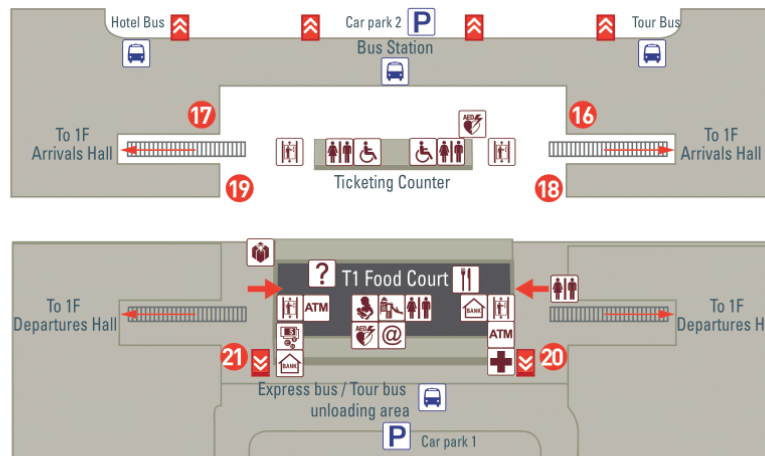 Hotel Bus
Car park 2
P
Tour Bus
Bus Station
17
16
AED
To 1F
Arrivals Hall
To 1F
Arrivals Hall
19
Ticketing Counter
18
?
T1 Food Court
ATM
BANK
To 1F
Departures Hall
AED
@
ATM
To 1F
Departures H
21
BANK
20
Express bus / Tour bus
unloading area
P
Car park 1